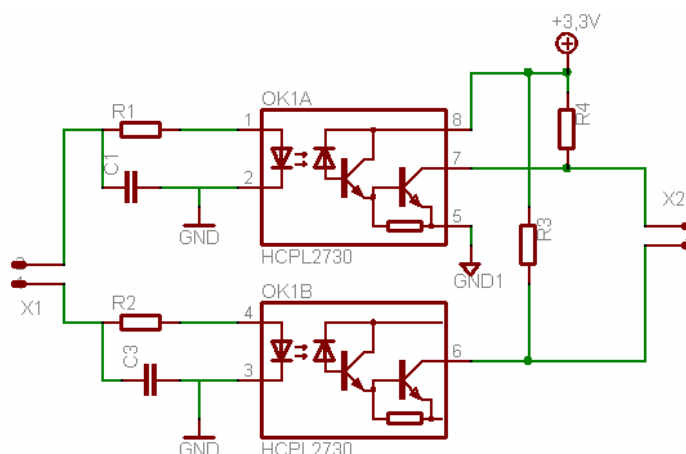 +3,3V
OK1A
R1
1
8
R4
C1
7
2
5
X2
GND
R3
HCPL2730
GND1
X1
OK1B
R2
4
C3
6
3
GND
HCPL2730